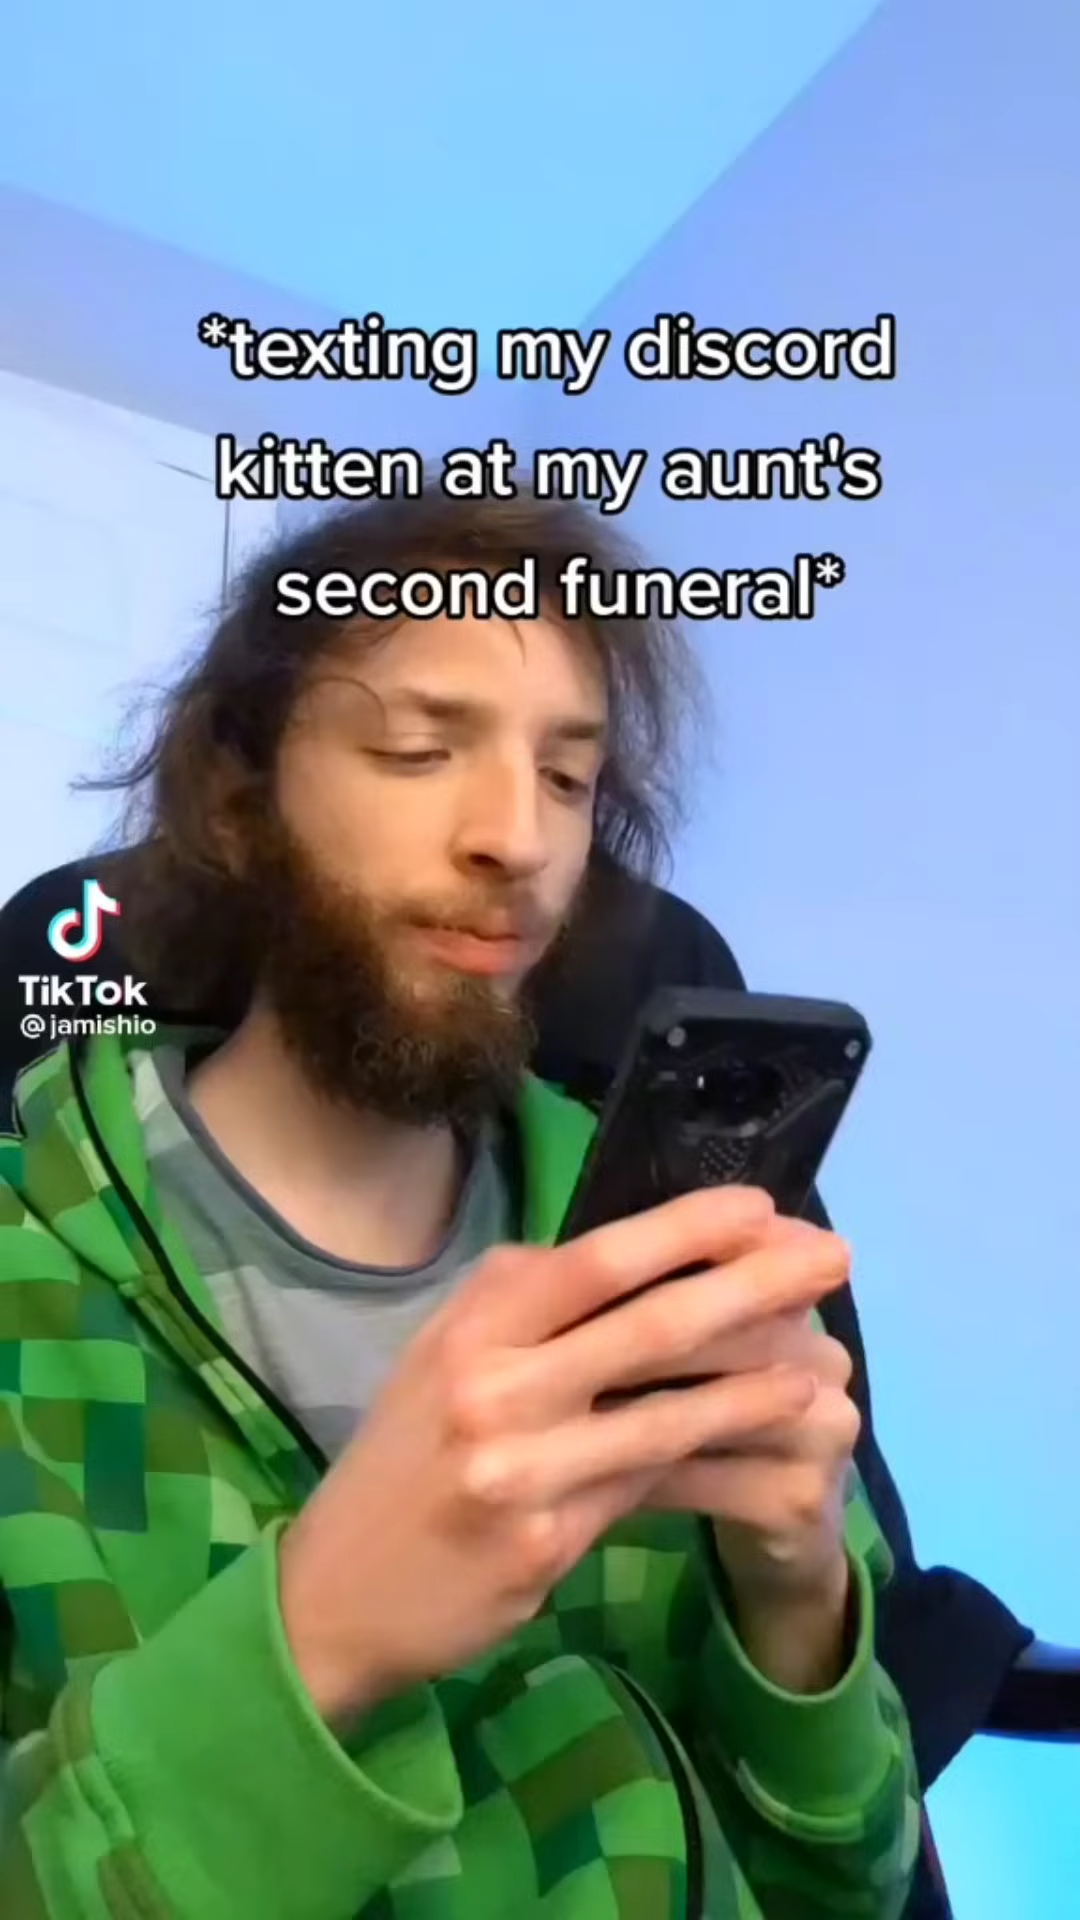 *texting my discord
kitten at my aunt's
second funeral*
TikTok
@jamishio